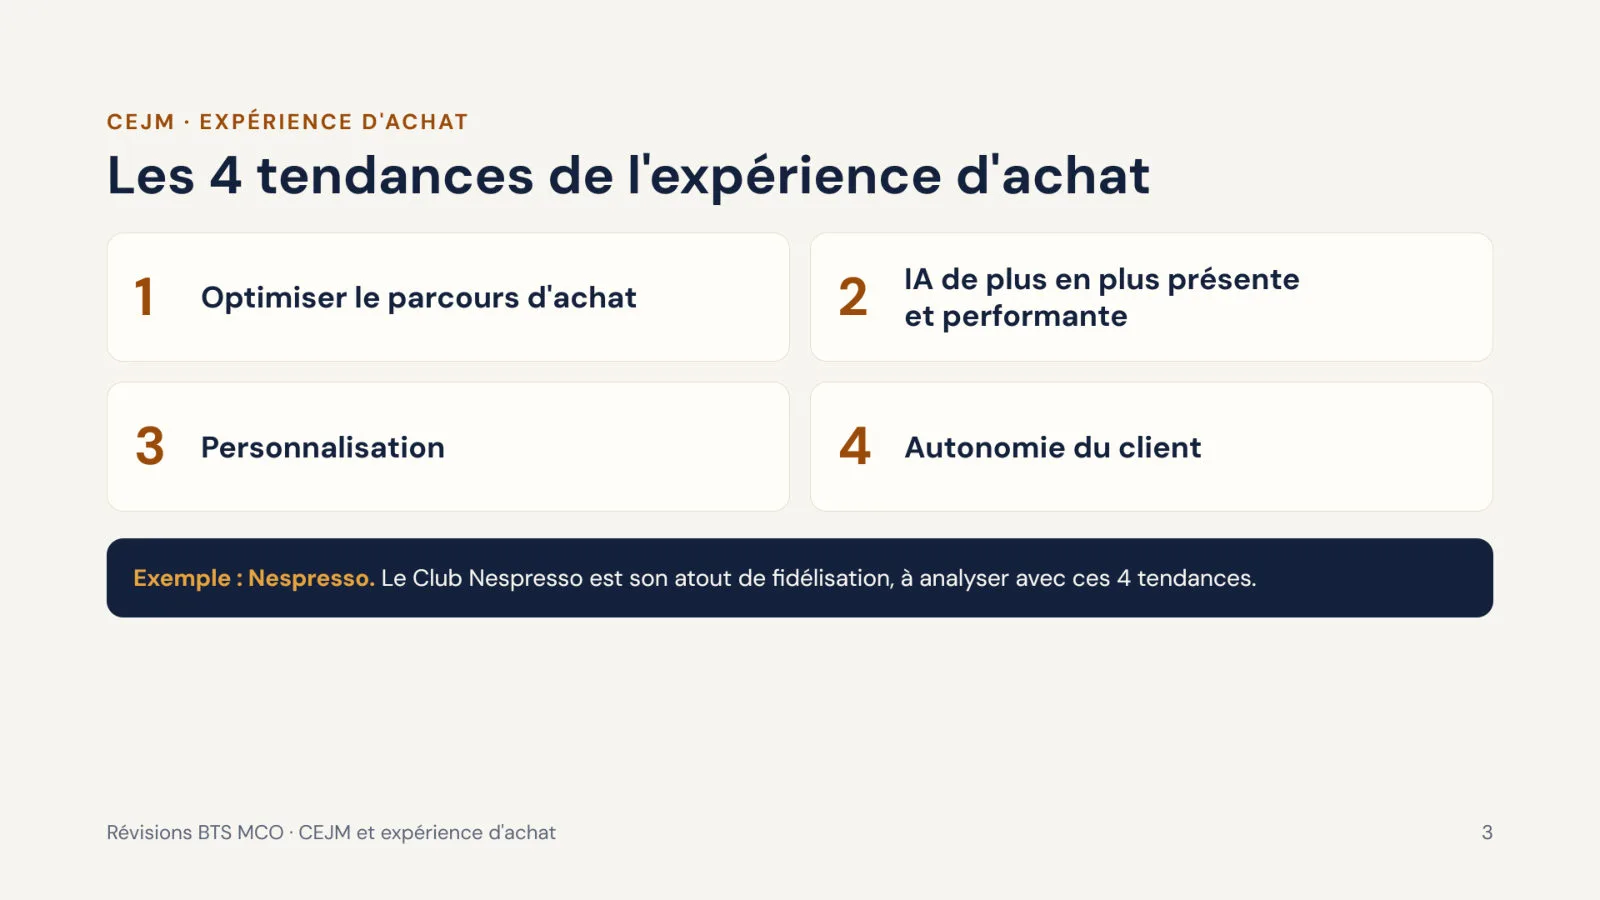 CEJM · EXPÉRIENCE D'ACHAT
Les 4 tendances de l'expérience d'achat
1
Optimiser le parcours d'achat
2
IA de plus en plus présente
et performante
3
Personnalisation
4
Autonomie du client
Exemple : Nespresso. Le Club Nespresso est son atout de fidélisation, à analyser avec ces 4 tendances.
Révisions BTS MCO · CEJM et expérience d'achat
3